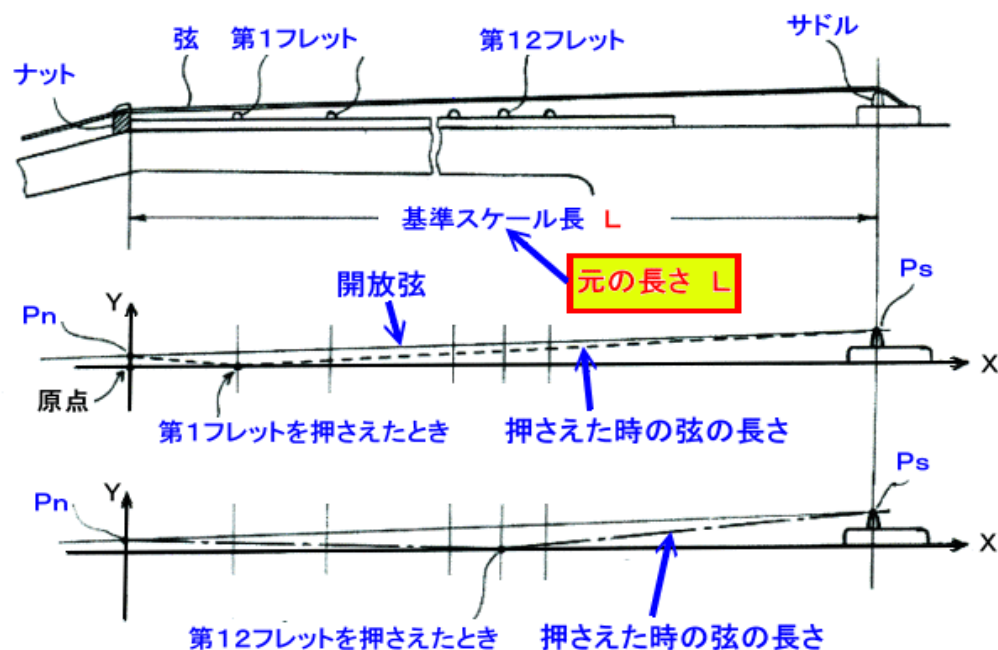 サドル
弦
第1フレット
第12フレット
ナット
基準スケール長 L
元の長さ L
Ps
開放弦
Pn
Y
X
原点
第1フレットを押さえたとき
押さえた時の弦の長さ
Ps
Pn
Y
X
第12フレットを押さえたとき
押さえた時の弦の長さ